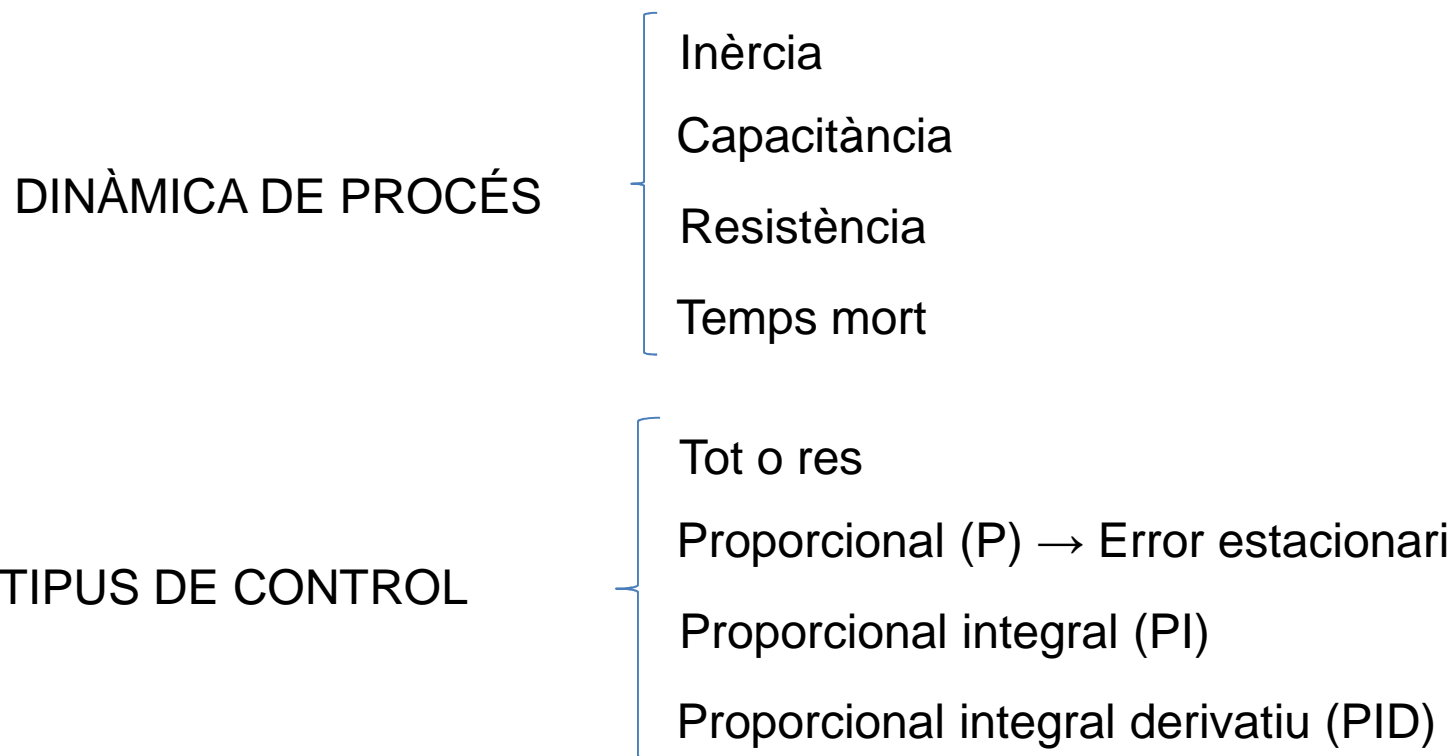 Inèrcia
Capacitància
DINÀMICA DE PROCÉS
Resistència
Temps mort
Tot o res
Proporcional (P) → Error estacionari
TIPUS DE CONTROL
Proporcional integral (PI)
Proporcional integral derivatiu (PID)